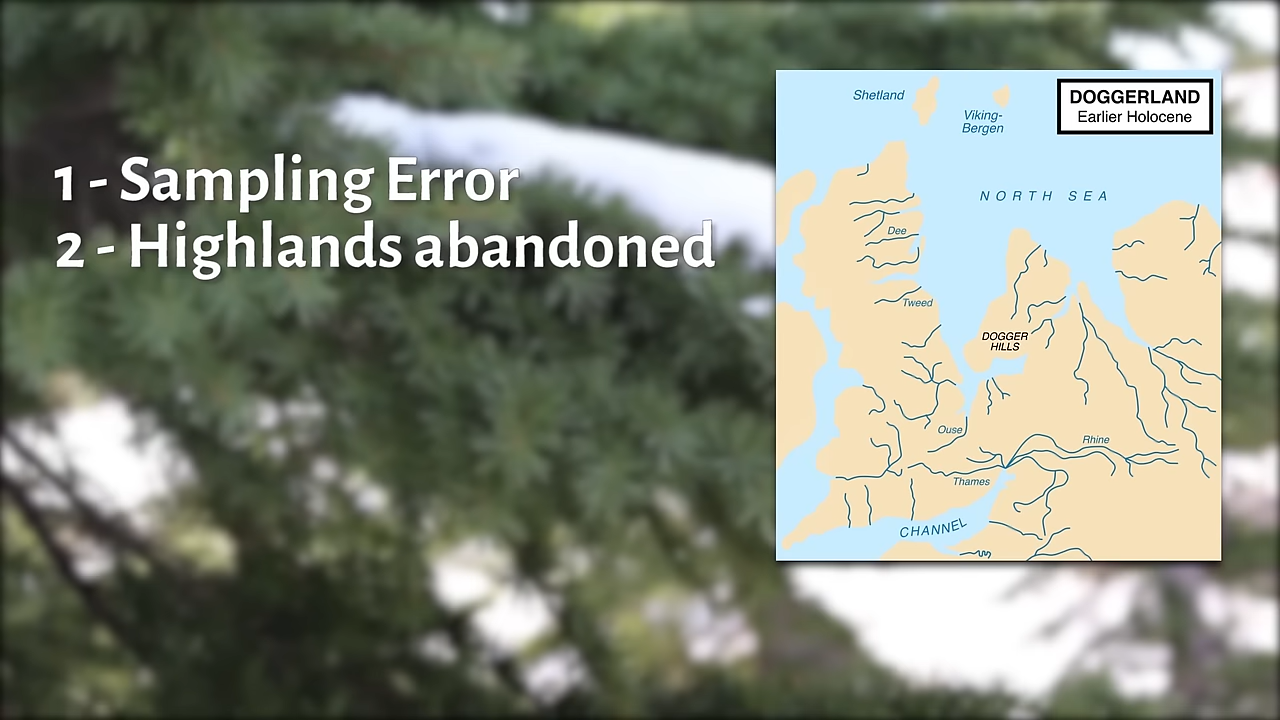 1 - Sampling Error
2 - Highlands abandoned
DOGGERLAND
Earlier Holocene
Shetland
Viking-
Bergen
NORTH SEA
Dee
Tweed
DOGGER
HILLS
Ouse
Rhine
Thames
CHANNEL